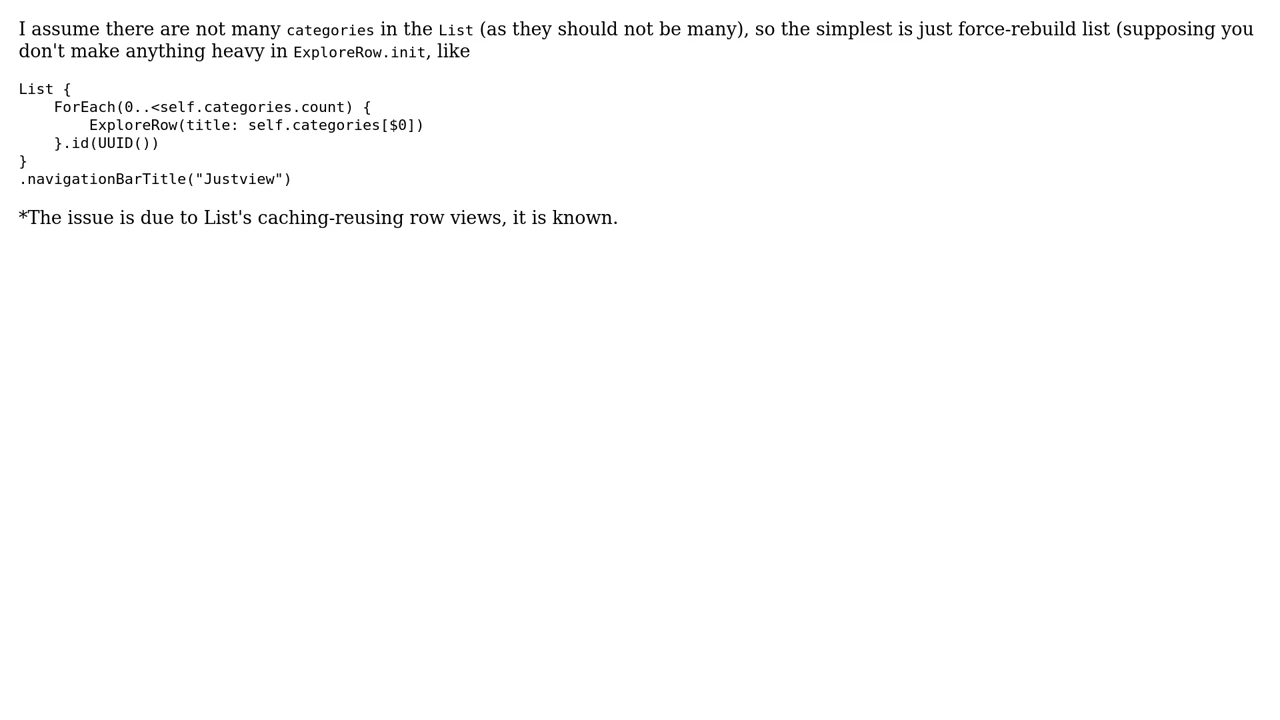 I assume there are not many categories in the List (as they should not be many), so the simplest is just force-rebuild list (supposing you
don't make anything heavy in ExploreRow.init, like
List {
    ForEach(0..<self.categories.count) {
        ExploreRow(title: self.categories[$0])
    }.id(UUID())
}
.navigationBarTitle("Justview")
*The issue is due to List's caching-reusing row views, it is known.